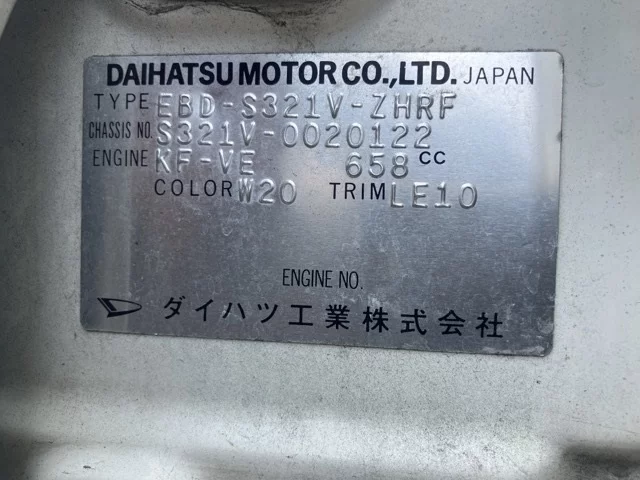 DAIHATSU MOTOR CO.,LTD. JAPAN
TYPE EBD-S321V-ZHRF
CHASSIS NO. S321V-0020122
ENGINE KF-VE 658 CC
COLOR W20 TRIM LE10
ENGINE NO.
ダイハツ工業株式会社